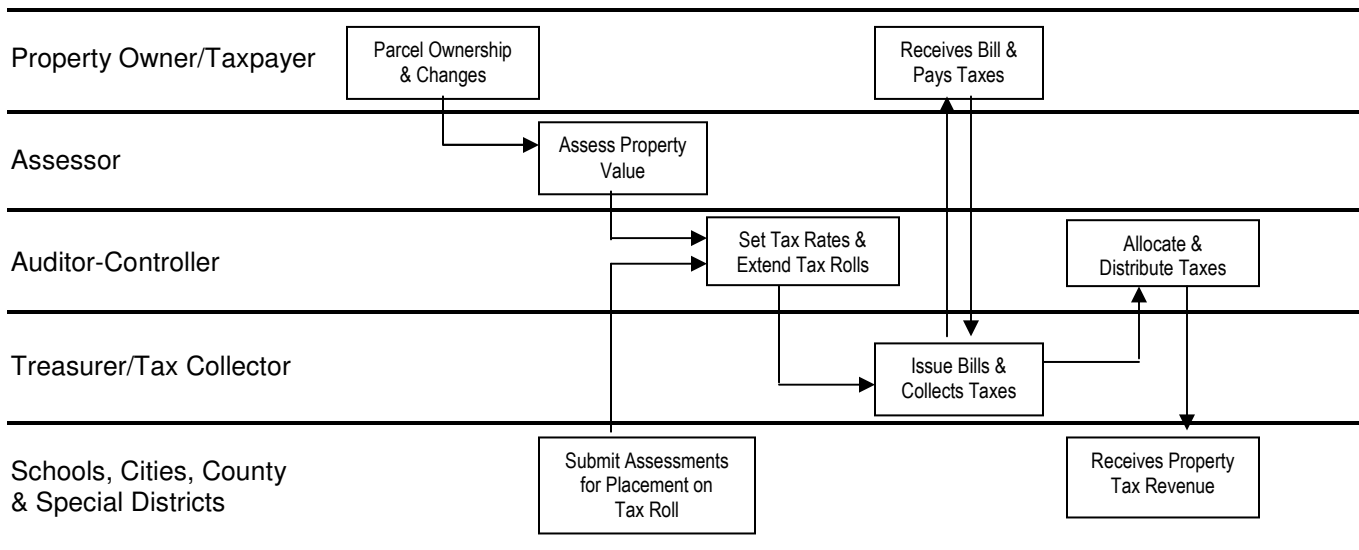 Property Owner/Taxpayer
Parcel Ownership
& Changes
Receives Bill &
Pays Taxes
Assessor
Assess Property
Value
Auditor-Controller
Set Tax Rates &
Extend Tax Rolls
Allocate &
Distribute Taxes
Treasurer/Tax Collector
Issue Bills &
Collects Taxes
Schools, Cities, County
& Special Districts
Submit Assessments
for Placement on
Tax Roll
Receives Property
Tax Revenue